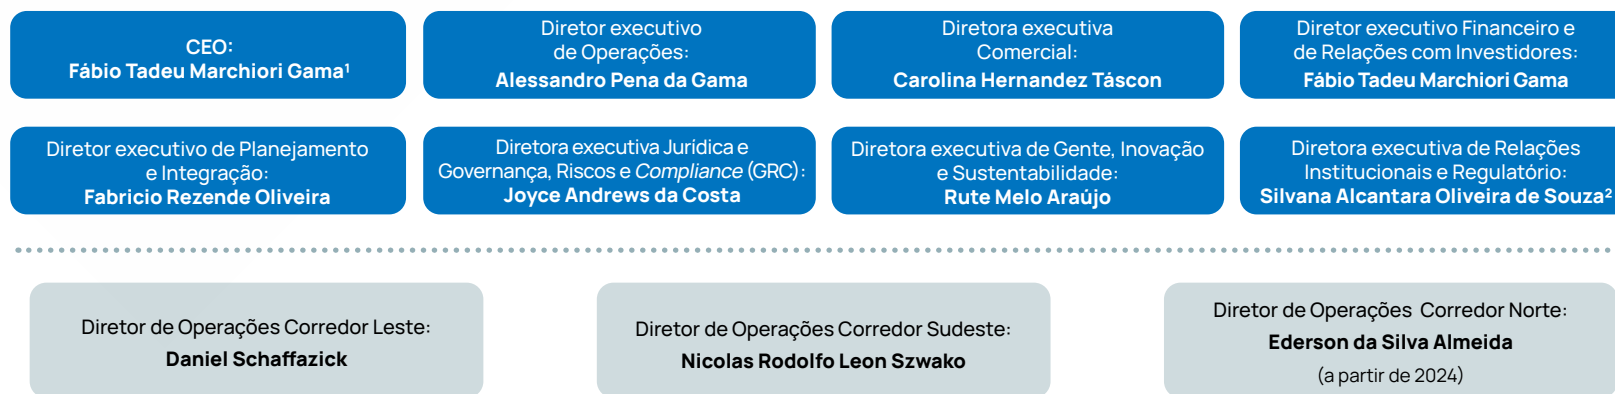 CEO:
Fábio Tadeu Marchiori Gama¹
Diretor executivo
de Operações:
Alessandro Pena da Gama
Diretora executiva
Comercial:
Carolina Hernandez Táscon
Diretor executivo Financeiro e
de Relações com Investidores:
Fábio Tadeu Marchiori Gama
Diretor executivo de Planejamento
e Integração:
Fabricio Rezende Oliveira
Diretora executiva Jurídica e
Governança, Riscos e Compliance (GRC):
Joyce Andrews da Costa
Diretora executiva de Gente, Inovação
e Sustentabilidade:
Rute Melo Araújo
Diretora executiva de Relações
Institucionais e Regulatório:
Silvana Alcantara Oliveira de Souza²
Diretor de Operações Corredor Leste:
Daniel Schaffazick
Diretor de Operações Corredor Sudeste:
Nicolas Rodolfo Leon Szwako
Diretor de Operações Corredor Norte:
Ederson da Silva Almeida
(a partir de 2024)